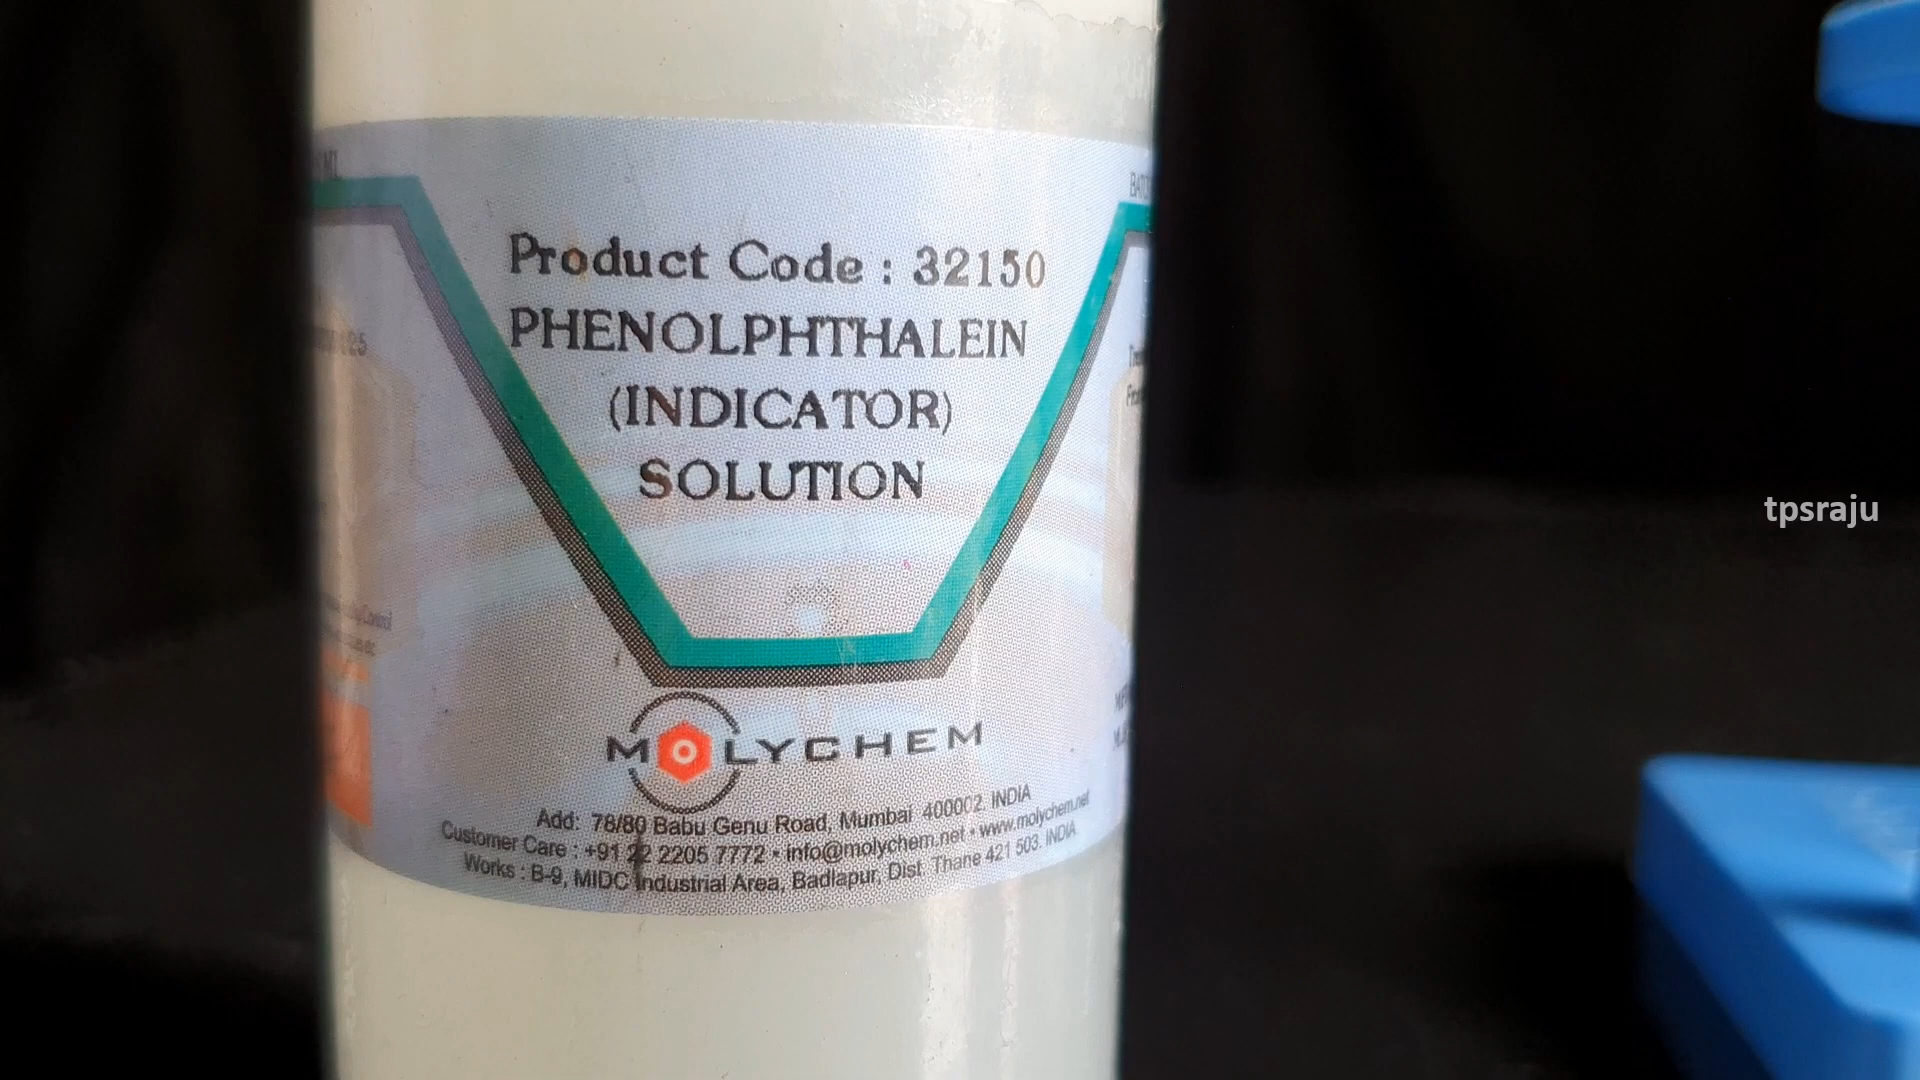 ML
Product Code : 32150
PHENOLPHTHALEIN
(INDICATOR)
SOLUTION
MOLYCHEM
Add: 78/80 Babu Genu Road, Mumbai 400002. INDIA
Customer Care : +91 22 2205 7772 • info@molychem.net • www.molychem.net
Works : B-9, MIDC Industrial Area, Badlapur, Dist. Thane 421 503. INDIA
tpsraju